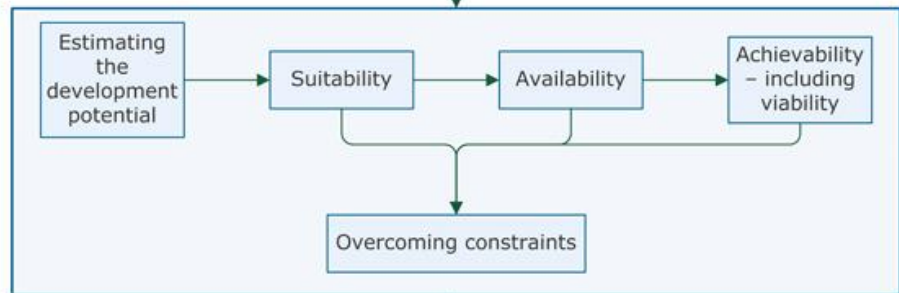 Estimating
the
development
potential
Suitability
Availability
Achievability
– including
viability
Overcoming constraints